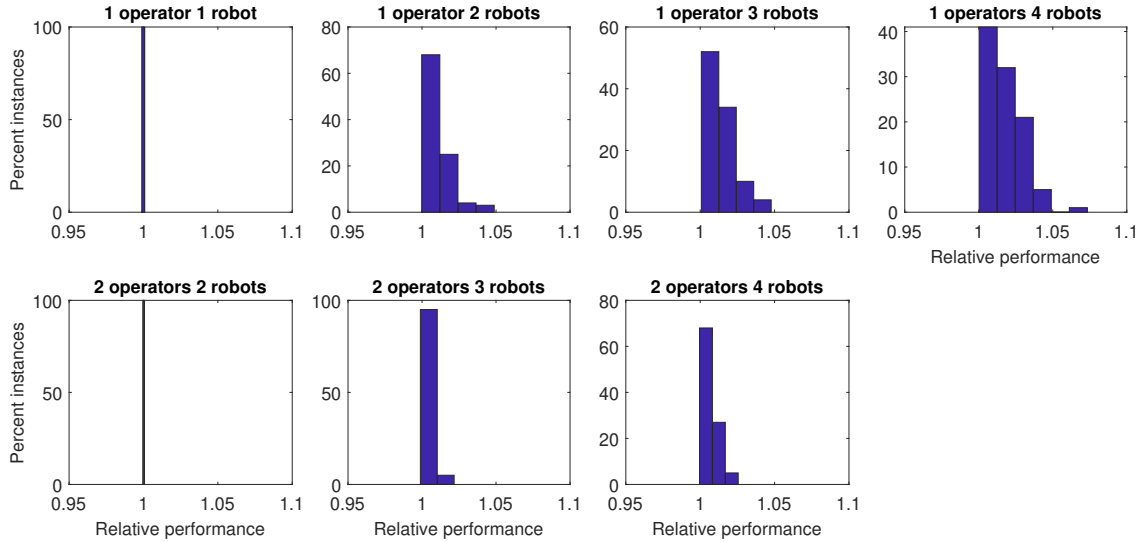 1 operator 1 robot
100
50
0
0.95 1 1.05 1.1
Percent instances
1 operator 2 robots
80
60
40
20
0
0.95 1 1.05 1.1
1 operator 3 robots
60
40
20
0
0.95 1 1.05 1.1
1 operators 4 robots
40
30
20
10
0
0.95 1 1.05 1.1
Relative performance
2 operators 2 robots
100
50
0
0.95 1 1.05 1.1
Percent instances
Relative performance
2 operators 3 robots
100
50
0
0.95 1 1.05 1.1
Relative performance
2 operators 4 robots
80
60
40
20
0
0.95 1 1.05 1.1
Relative performance